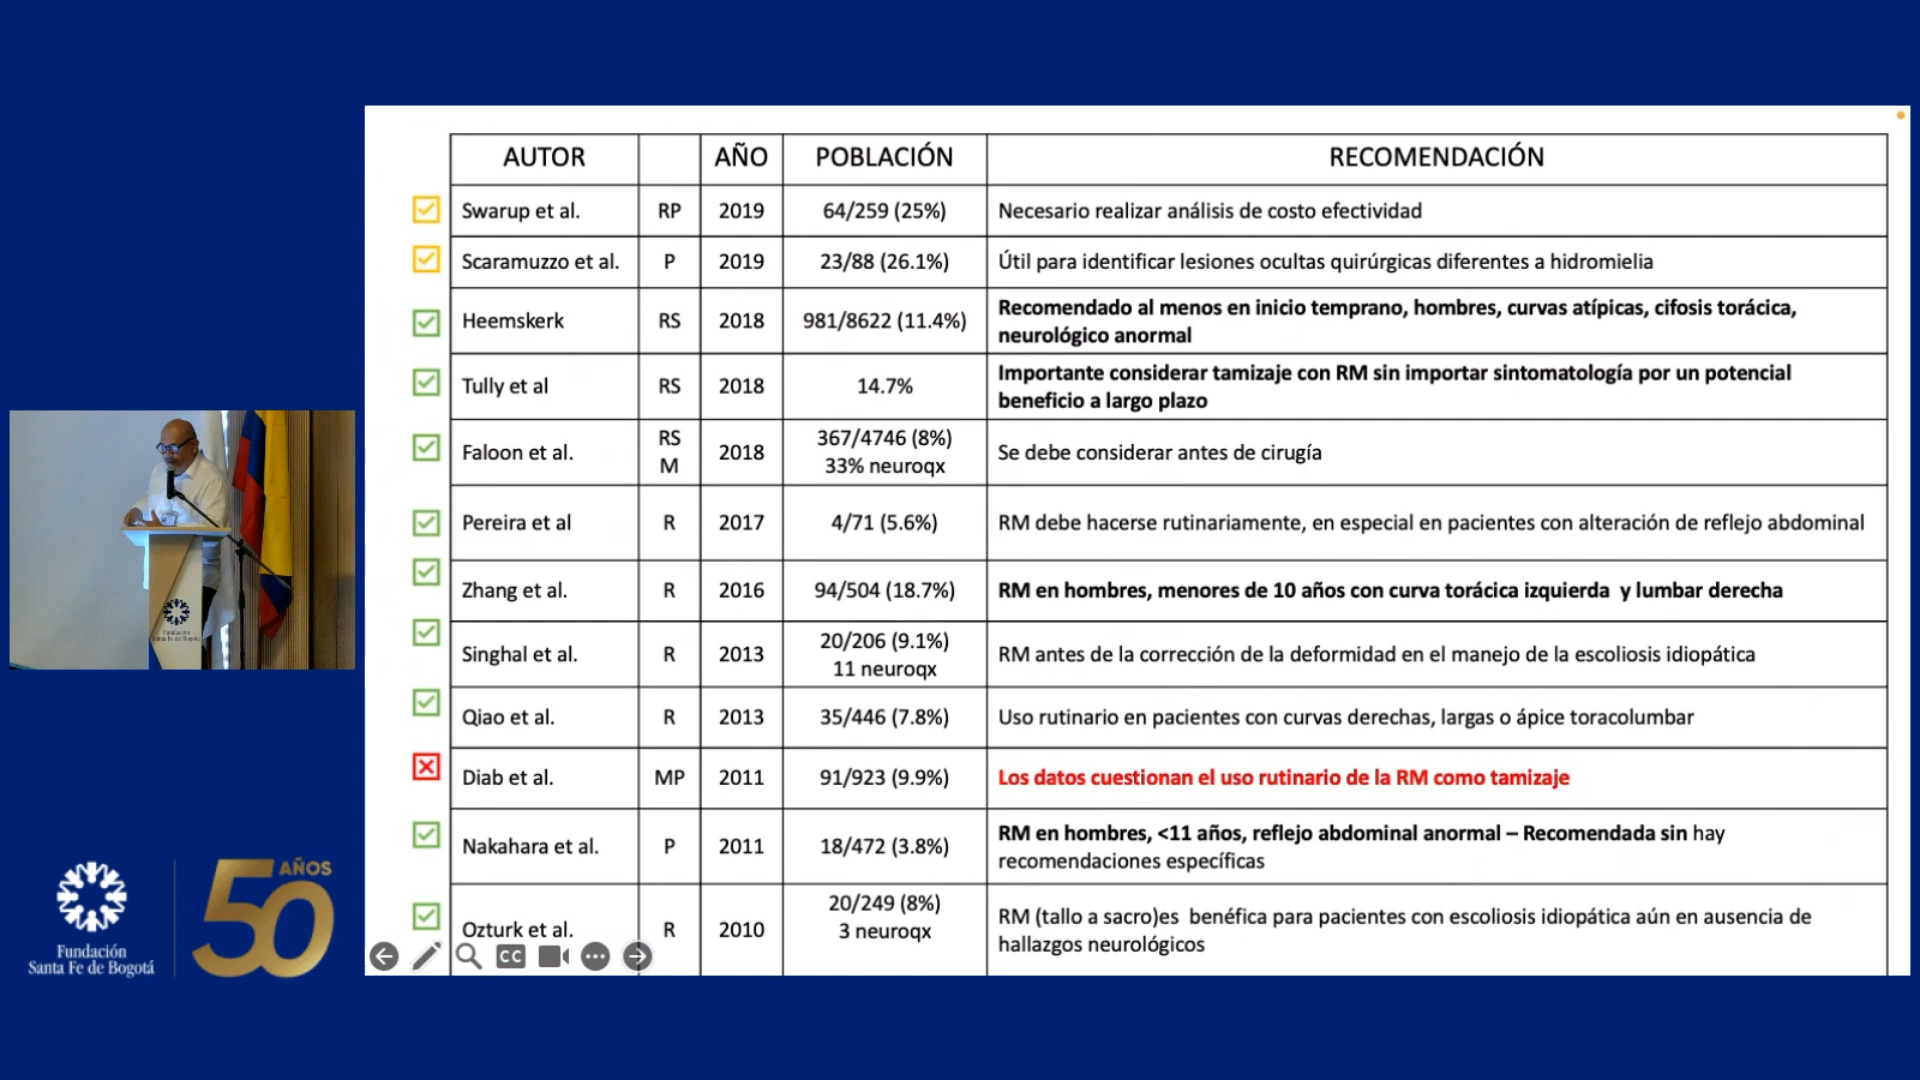 AUTOR AÑO POBLACIÓN RECOMENDACIÓN
Swarup et al. RP 2019 64/259 (25%) Necesario realizar análisis de costo efectividad
Scaramuzzo et al. P 2019 23/88 (26.1%) Útil para identificar lesiones ocultas quirúrgicas diferentes a hidromielia
Heemskerk RS 2018 981/8622 (11.4%) Recomendado al menos en inicio temprano, hombres, curvas atípicas, cifosis torácica,
neurológico anormal
Tully et al RS 2018 14.7% Importante considerar tamizaje con RM sin importar sintomatología por un potencial
beneficio a largo plazo
Faloon et al. RS
M 2018 367/4746 (8%)
33% neuroqx Se debe considerar antes de cirugía
Pereira et al R 2017 4/71 (5.6%) RM debe hacerse rutinariamente, en especial en pacientes con alteración de reflejo abdominal
Zhang et al. R 2016 94/504 (18.7%) RM en hombres, menores de 10 años con curva torácica izquierda y lumbar derecha
Singhal et al. R 2013 20/206 (9.1%)
11 neuroqx RM antes de la corrección de la deformidad en el manejo de la escoliosis idiopática
Qiao et al. R 2013 35/446 (7.8%) Uso rutinario en pacientes con curvas derechas, largas o ápice toracolumbar
Diab et al. MP 2011 91/923 (9.9%) Los datos cuestionan el uso rutinario de la RM como tamizaje
Nakahara et al. P 2011 18/472 (3.8%) RM en hombres, <11 años, reflejo abdominal anormal – Recomendada sin hay
recomendaciones específicas
Ozturk et al. R 2010 20/249 (8%)
3 neuroqx RM (tallo a sacro)es benéfica para pacientes con escoliosis idiopática aún en ausencia de
hallazgos neurológicos
CC
Fundación
Santa Fe de Bogotá
50 AÑOS
Fundación
Santa Fe de Bogotá